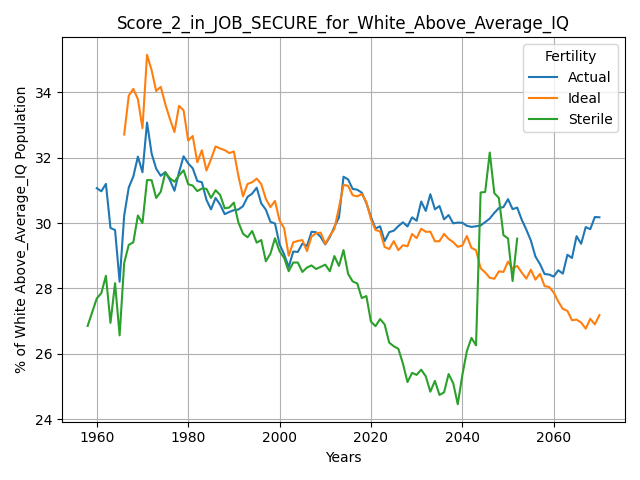 Score_2_in_JOB_SECURE_for_White_Above_Average_IQ
Fertility
Actual
Ideal
Sterile
% of White Above_Average_IQ Population
34
32
30
28
26
24
1960
1980
2000
2020
2040
2060
Years